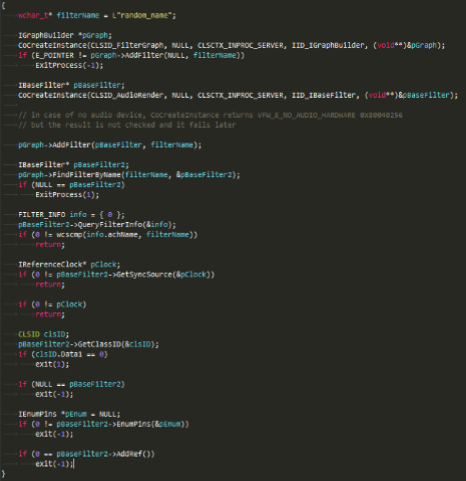 {
wchar_t* filterName = L"random_name";
IGraphBuilder *pGraph;
CoCreateInstance(CLSID_FilterGraph, NULL, CLSCTX_INPROC_SERVER, IID_IGraphBuilder, (void**)&pGraph);
if (E_POINTER != pGraph->AddFilter(NULL, filterName))
ExitProcess(-1);
IBaseFilter* pBaseFilter;
CoCreateInstance(CLSID_AudioRender, NULL, CLSCTX_INPROC_SERVER, IID_IBaseFilter, (void**)&pBaseFilter);
// in case of no audio device, CoCreateInstance returns VFW_E_NO_AUDIO_HARDWARE 0x80040256
// but the result is not checked and it fails later
pGraph->AddFilter(pBaseFilter, filterName);
IBaseFilter* pBaseFilter2;
pGraph->FindFilterByName(filterName, &pBaseFilter2);
if (NULL == pBaseFilter2)
ExitProcess(1);
FILTER_INFO info = { 0 };
pBaseFilter2->QueryFilterInfo(&info);
if (0 != wcscmp(info.achName, filterName))
return;
IReferenceClock* pClock;
if (0 != pBaseFilter2->GetSyncSource(&pClock))
return;
if (0 != pClock)
return;
CLSID clsID;
pBaseFilter2->GetClassID(&clsID);
if (clsID.Data1 == 0)
exit(1);
if (NULL == pBaseFilter2)
exit(-1);
IEnumPins *pEnum = NULL;
if (0 != pBaseFilter2->EnumPins(&pEnum))
exit(-1);
if (0 == pBaseFilter2->AddRef())
exit(-1);
}